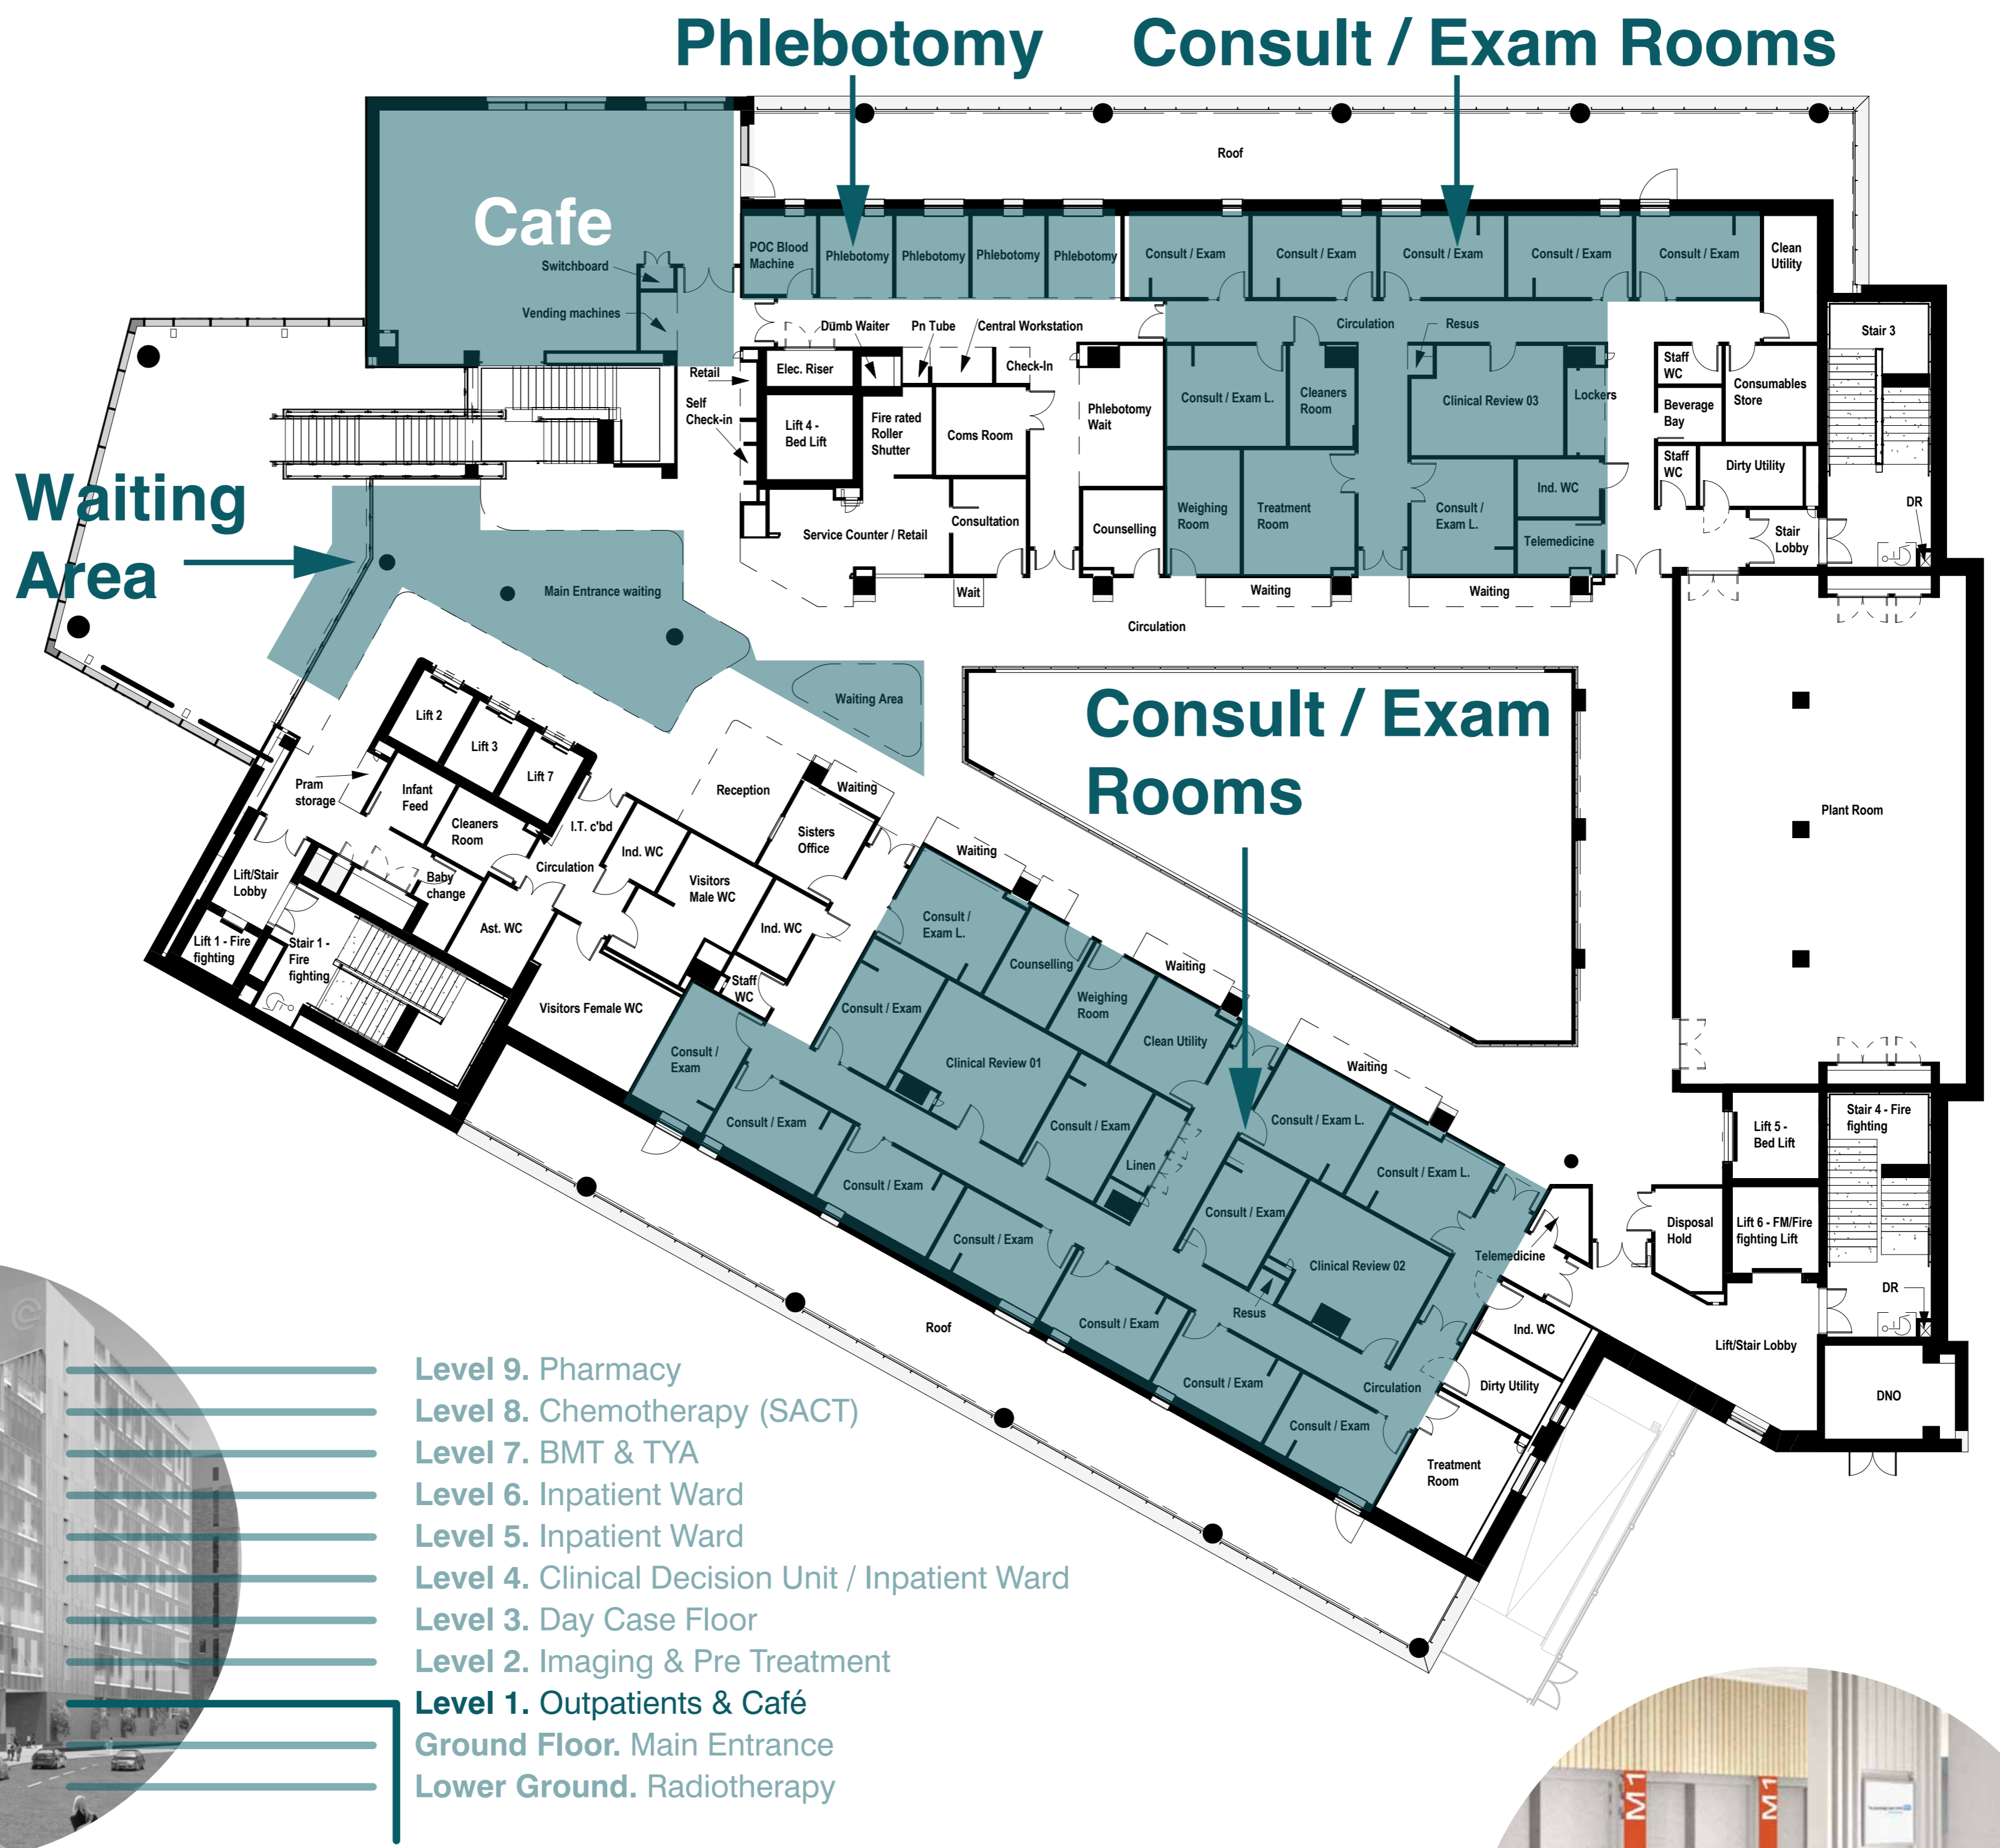 Phlebotomy
Consult / Exam Rooms
Roof
Cafe
Switchboard
Vending machines
POC Blood
Machine
Phlebotomy
Phlebotomy
Phlebotomy
Phlebotomy
Consult / Exam
Consult / Exam
Consult / Exam
Consult / Exam
Consult / Exam
Clean
Utility
Dumb Waiter
Pn Tube
Central Workstation
Circulation
Resus
Stair 3
Retail
Elec. Riser
Check-In
Staff
WC
Consumables
Store
Self
Check-in
Lift 4 -
Bed Lift
Fire rated
Roller
Shutter
Coms Room
Phlebotomy
Wait
Consult / Exam L.
Cleaners
Room
Clinical Review 03
Lockers
Beverage
Bay
Staff
WC
Dirty Utility
Waiting
Area
Service Counter / Retail
Consultation
Counselling
Weighing
Room
Treatment
Room
Consult /
Exam L.
Ind. WC
Telemedicine
Stair
Lobby
DR
Main Entrance waiting
Wait
Waiting
Waiting
Circulation
Waiting Area
Consult / Exam
Rooms
Plant Room
Lift 2
Lift 3
Lift 7
Pram
storage
Infant
Feed
Cleaners
Room
I.T. c'bd
Reception
Waiting
Sisters
Office
Ind. WC
Circulation
Lift/Stair
Lobby
Baby
change
Visitors
Male WC
Waiting
Ast. WC
Ind. WC
Lift 1 - Fire
fighting
Stair 1 -
Fire
fighting
Staff
WC
Visitors Female WC
Consult /
Exam L.
Counselling
Waiting
Weighing
Room
Clean Utility
Waiting
Consult / Exam
Clinical Review 01
Consult /
Exam
Consult / Exam
Consult / Exam
Linen
Consult / Exam L.
Consult / Exam L.
Consult / Exam
Consult / Exam
Consult / Exam
Clinical Review 02
Resus
Consult / Exam
Consult / Exam
Circulation
Consult / Exam
Telemedicine
Ind. WC
Dirty Utility
Treatment
Room
Lift 5 -
Bed Lift
Stair 4 - Fire
fighting
Disposal
Hold
Lift 6 - FM/Fire
fighting Lift
DR
Lift/Stair Lobby
DNO
Roof
Level 9. Pharmacy
Level 8. Chemotherapy (SACT)
Level 7. BMT & TYA
Level 6. Inpatient Ward
Level 5. Inpatient Ward
Level 4. Clinical Decision Unit / Inpatient Ward
Level 3. Day Case Floor
Level 2. Imaging & Pre Treatment
Level 1. Outpatients & Café
Ground Floor. Main Entrance
Lower Ground. Radiotherapy
M1
M1